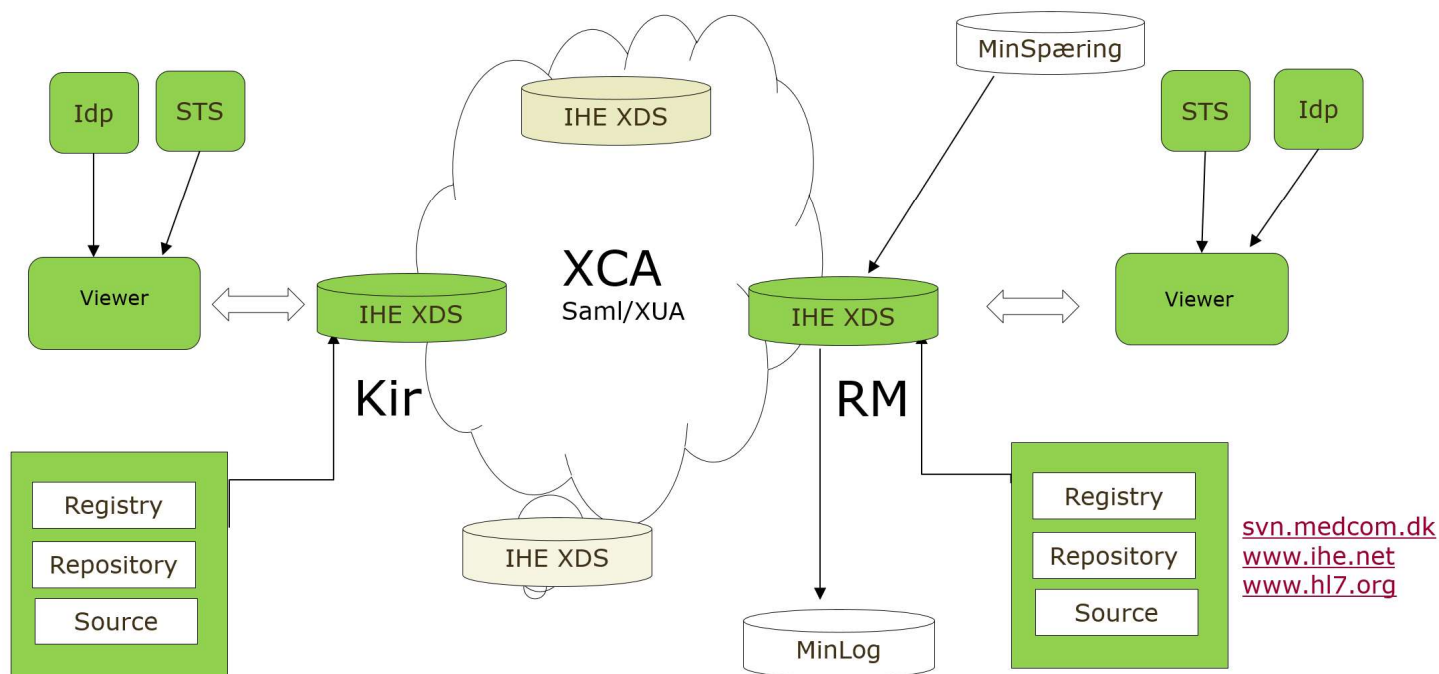 MinSpæring
IHE XDS
Idp
STS
STS
Idp
XCA
Saml/XUA
Viewer
IHE XDS
IHE XDS
Viewer
Kir
RM
Registry
Repository
Source
IHE XDS
MinLog
Registry
Repository
Source
svn.medcom.dk
www.ihe.net
www.hl7.org